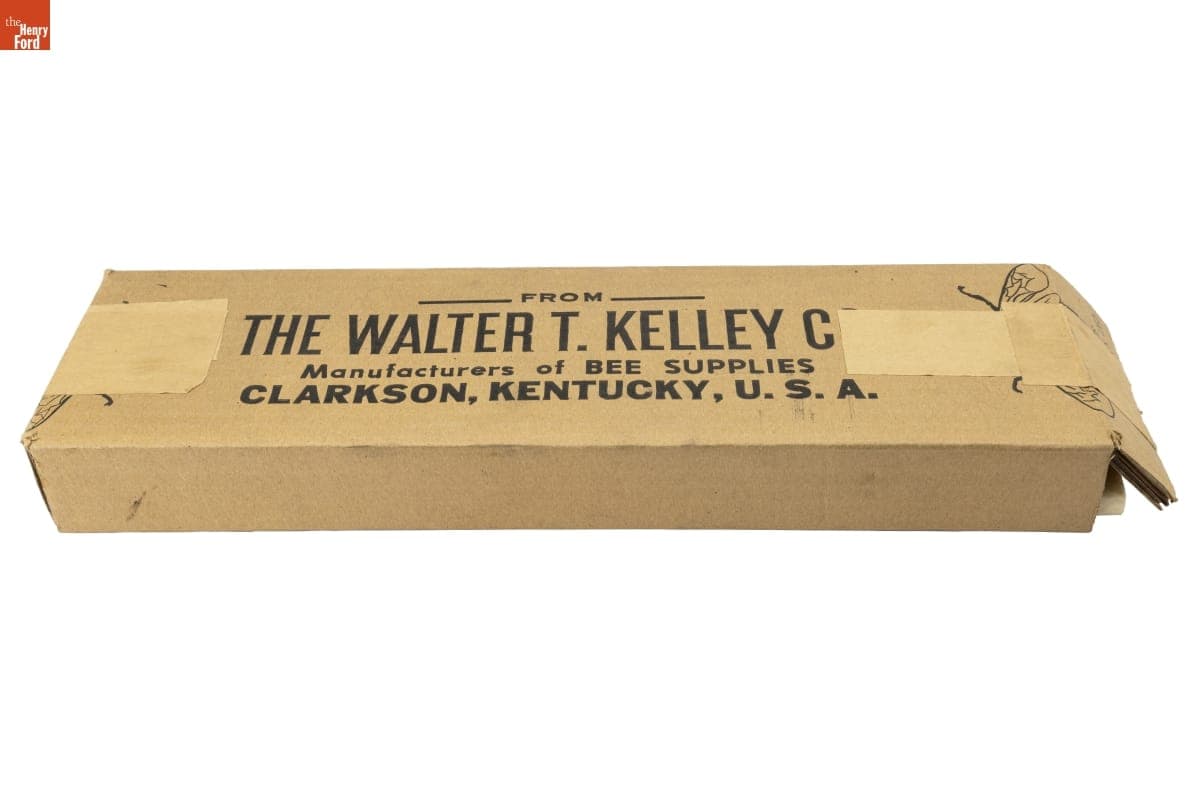 the
Henry
Ford
FROM
THE WALTER T. KELLEY C
Manufacturers of BEE SUPPLIES
CLARKSON, KENTUCKY, U. S. A.